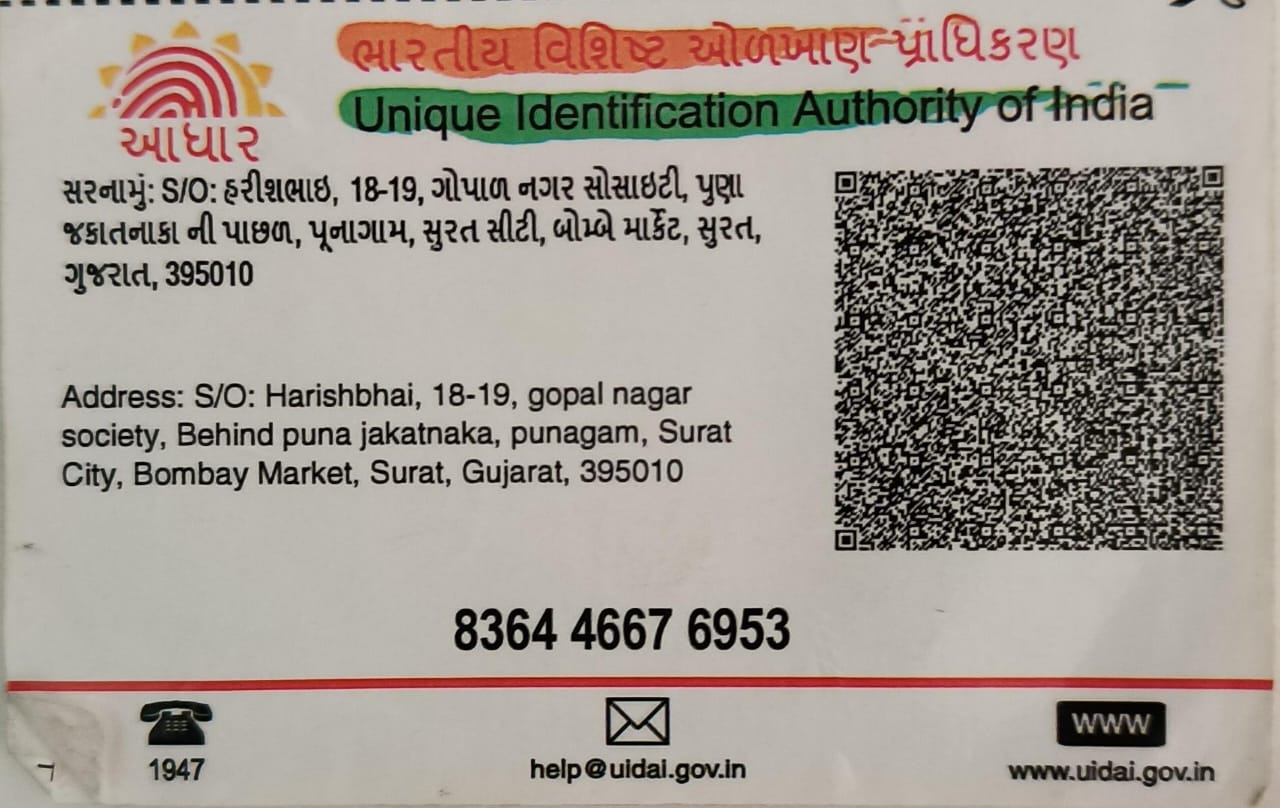 ભારતીય વિશિષ્ટ ઓળખાણ પ્રાધિકરણ
Unique Identification Authority of India
આધાર
સરનામું: S/O: હરીશભાઇ, 18-19, ગોપાળ નગર સોસાઇટી, પુણા
જકાતનાકા ની પાછળ, પૂનાગામ, સુરત સીટી, બોમ્બે માર્કેટ, સુરત,
ગુજરાત, 395010
Address: S/O: Harishbhai, 18-19, gopal nagar
society, Behind puna jakatnaka, punagam, Surat
City, Bombay Market, Surat, Gujarat, 395010
8364 4667 6953
WWW
1947
help@uidai.gov.in
www.uidai.gov.in